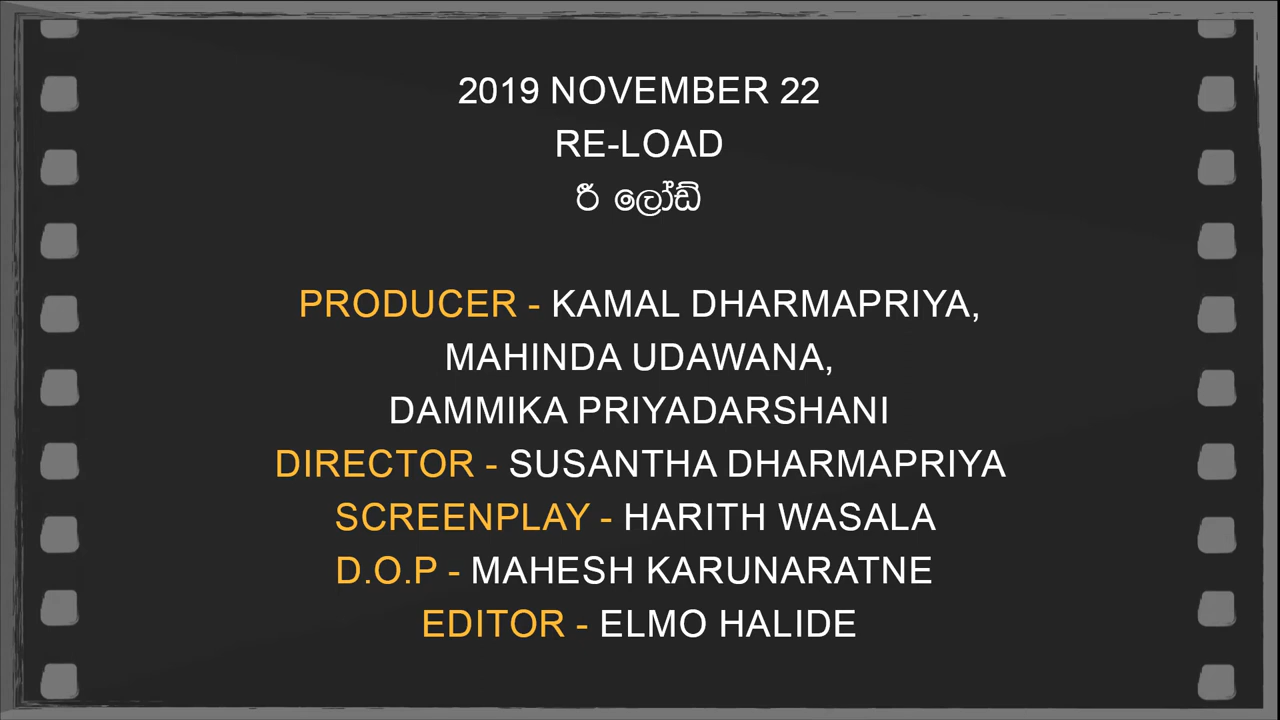 2019 NOVEMBER 22
RE-LOAD
රී ලෝඩ්
PRODUCER - KAMAL DHARMAPRIYA,
MAHINDA UDAWANA,
DAMMIKA PRIYADARSHANI
DIRECTOR - SUSANTHA DHARMAPRIYA
SCREENPLAY - HARITH WASALA
D.O.P - MAHESH KARUNARATNE
EDITOR - ELMO HALIDE